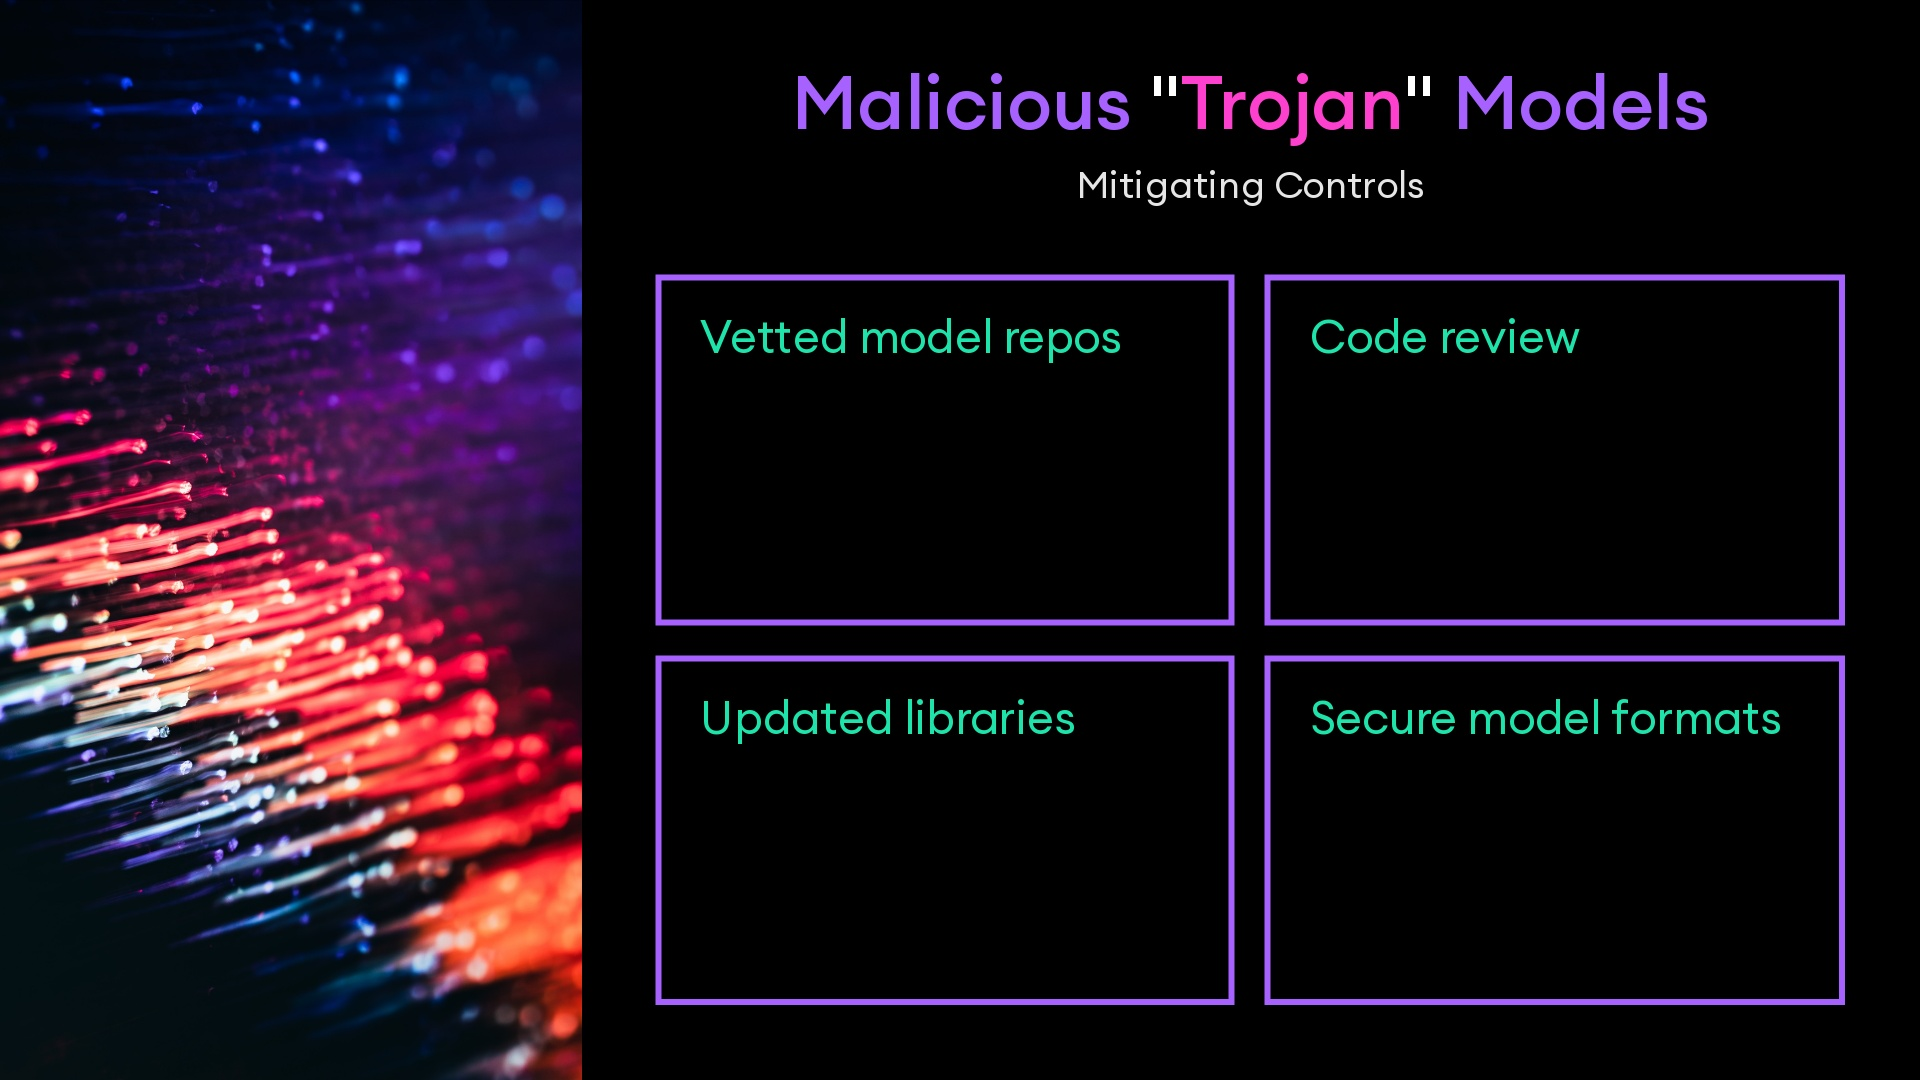 Malicious "Trojan" Models
Mitigating Controls
Vetted model repos
Code review
Updated libraries
Secure model formats